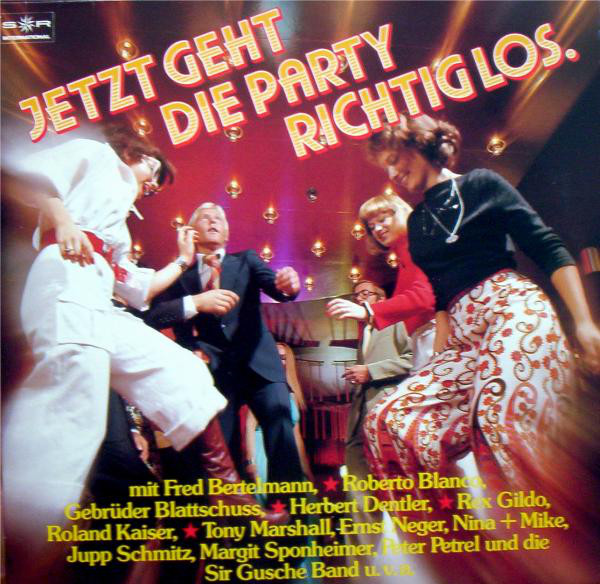 S★R
INTERNATIONAL
JETZT GEHT
DIE PARTY
RICHTIG LOS.
mit Fred Bertelmann, ★ Roberto Blanco,
Gebrüder Blattschuss, ★ Herbert Dentler, ★ Rex Gildo,
Roland Kaiser, ★ Tony Marshall, Ernst Neger, Nina + Mike,
Jupp Schmitz, Margit Sponheimer, Peter Petrel und die
Sir Gusche Band u.v.a.